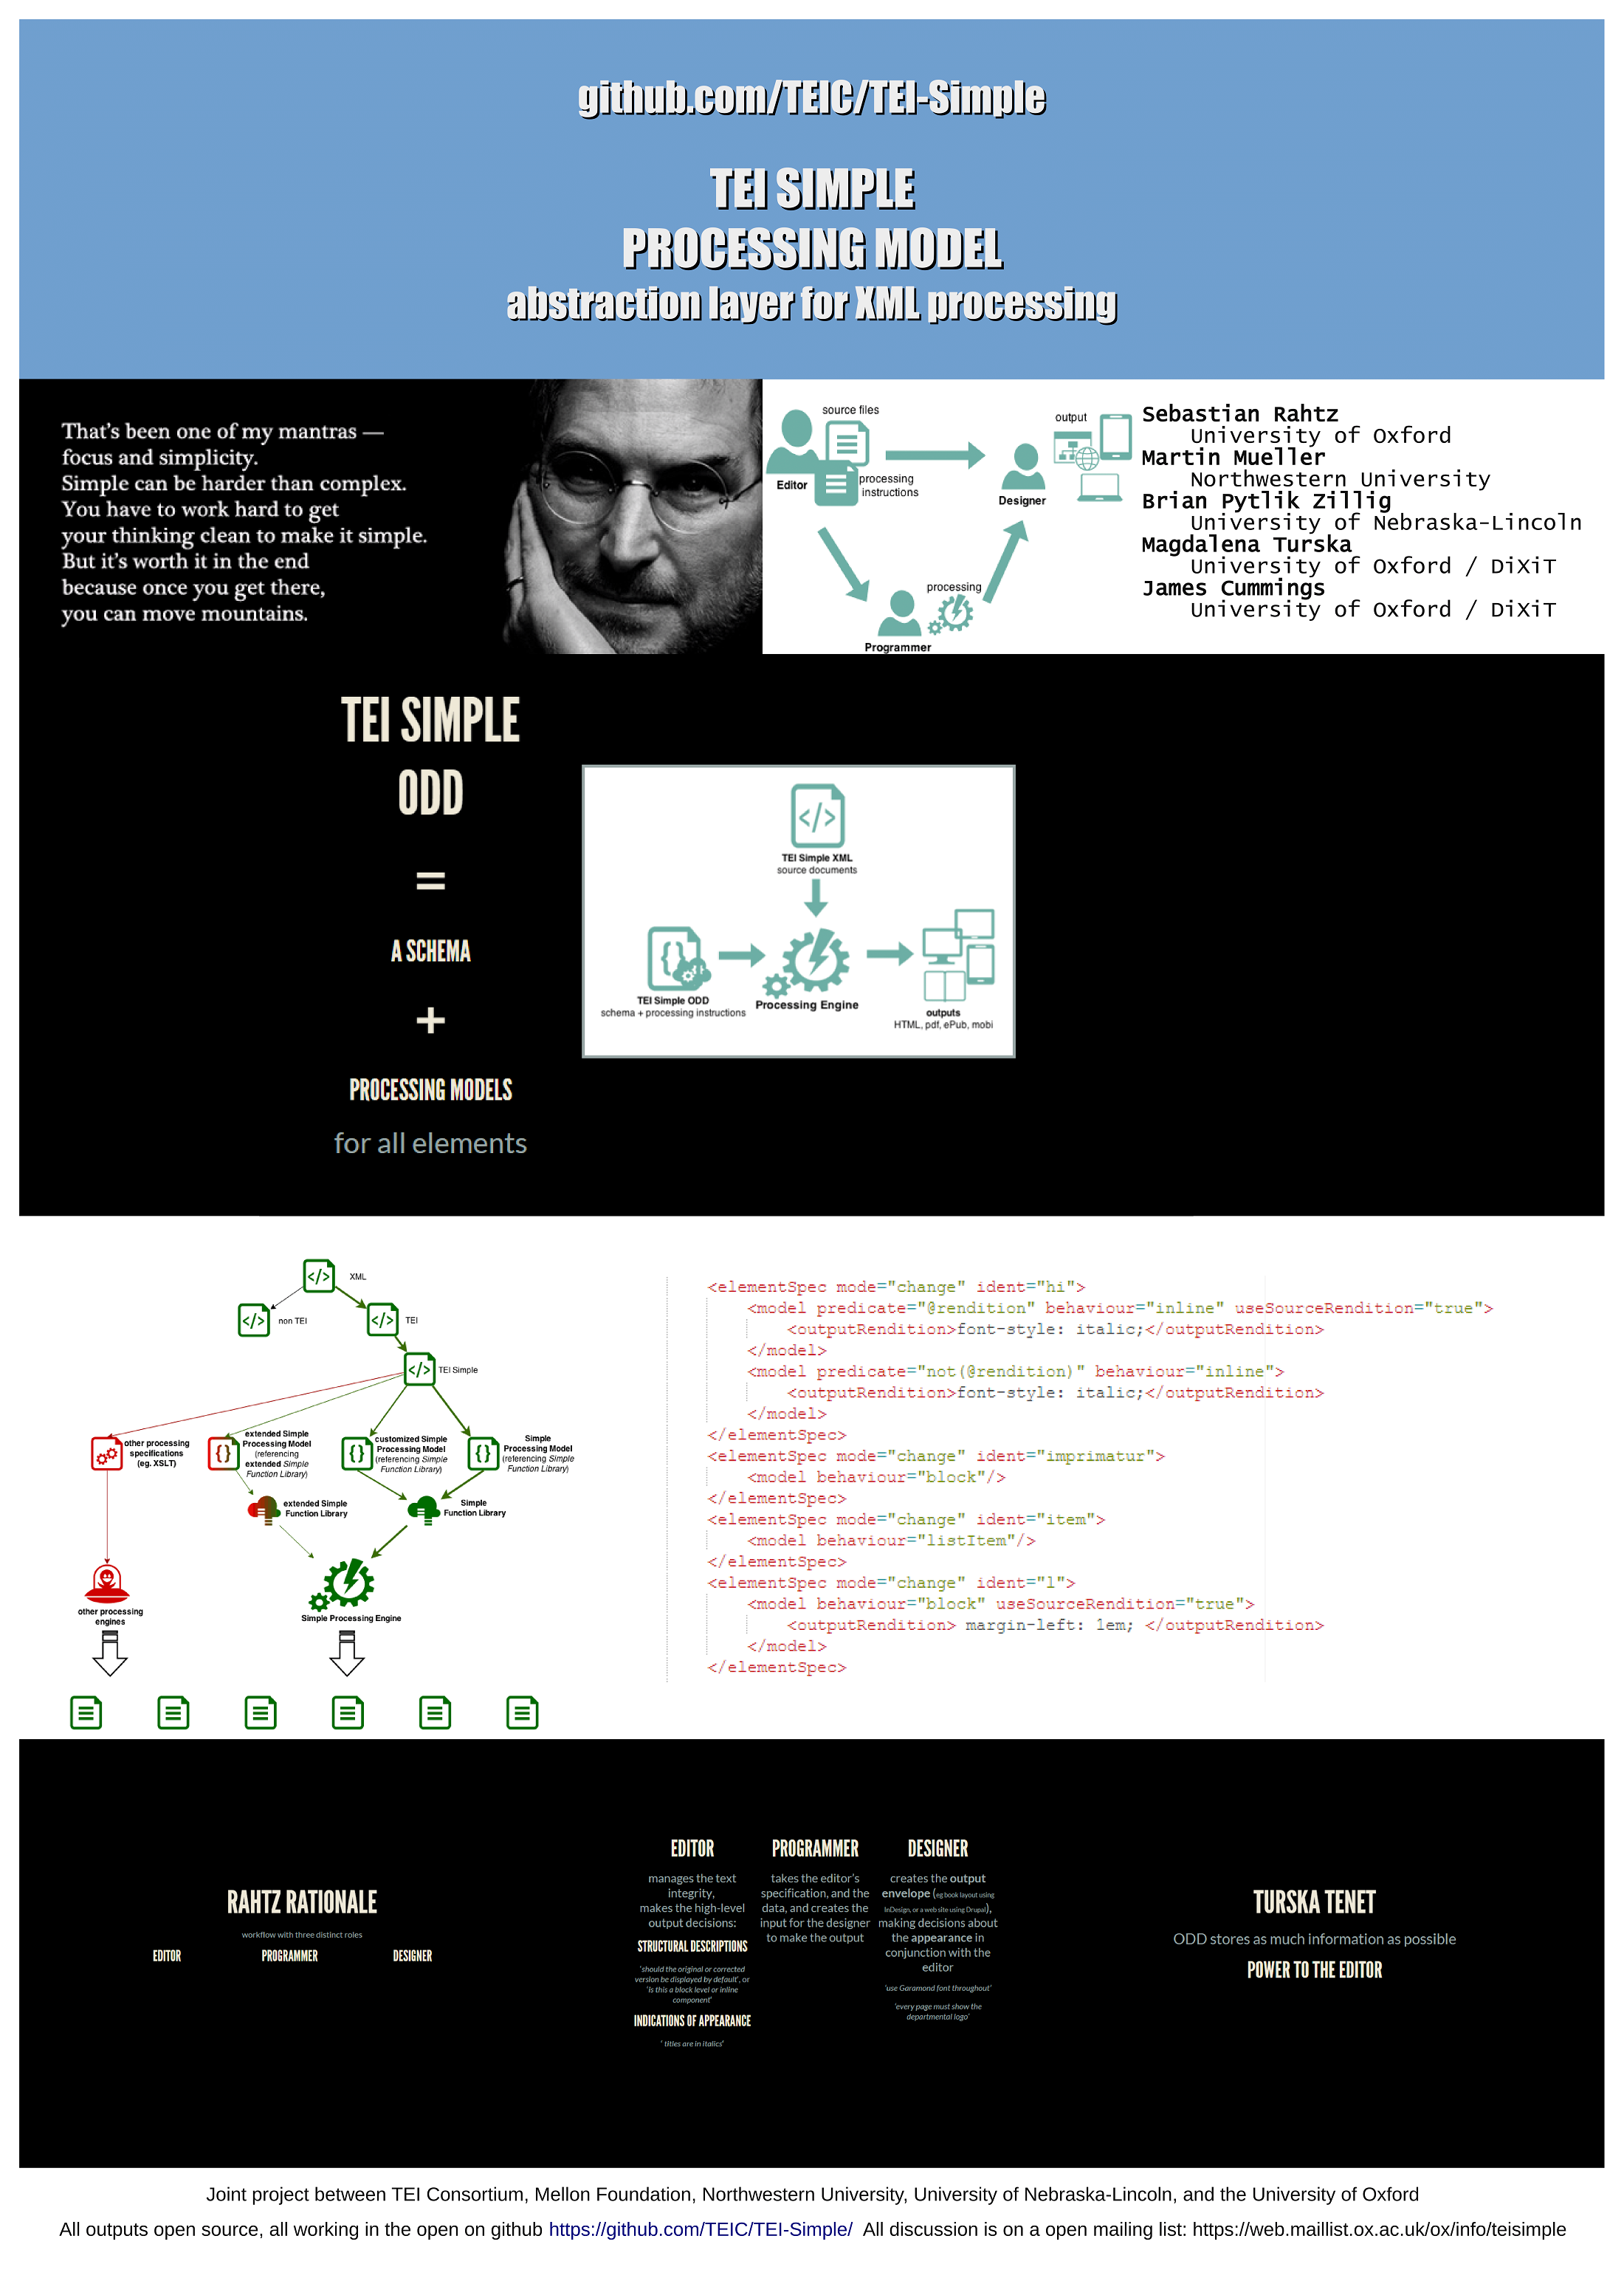 github.com/TEIC/TEI-Simple
TEI SIMPLE
PROCESSING MODEL
abstraction layer for XML processing
That's been one of my mantras —
focus and simplicity.
Simple can be harder than complex.
You have to work hard to get
your thinking clean to make it simple.
But it's worth it in the end
because once you get there,
you can move mountains.
source files
Editor
processing
instructions
output
Designer
processing
Programmer
Sebastian Rahtz
University of Oxford
Martin Mueller
Northwestern University
Brian Pytlik Zillig
University of Nebraska-Lincoln
Magdalena Turska
University of Oxford / DiXiT
James Cummings
University of Oxford / DiXiT
TEI SIMPLE
ODD
=
A SCHEMA
+
PROCESSING MODELS
for all elements
</>
TEI Simple XML
source documents
{}
TEI Simple ODD
schema + processing instructions
Processing Engine
outputs
HTML, pdf, ePub, mobi
</>
XML
</>
non TEI
</>
TEI
</>
TEI Simple
other processing
specifications
(eg. XSLT)
{}
extended Simple
Processing Model
(referencing
extended Simple
Function Library)
{}
customized Simple
Processing Model
(referencing Simple
Function Library)
{}
Simple
Processing Model
(referencing Simple
Function Library)
extended Simple
Function Library
Simple
Function Library
other processing
engines
Simple Processing Engine
<elementSpec mode="change" ident="hi">
<model predicate="@rendition" behaviour="inline" useSourceRendition="true">
<outputRendition>font-style: italic;</outputRendition>
</model>
<model predicate="not(@rendition)" behaviour="inline">
<outputRendition>font-style: italic;</outputRendition>
</model>
</elementSpec>
<elementSpec mode="change" ident="imprimatur">
<model behaviour="block"/>
</elementSpec>
<elementSpec mode="change" ident="item">
<model behaviour="listItem"/>
</elementSpec>
<elementSpec mode="change" ident="l">
<model behaviour="block" useSourceRendition="true">
<outputRendition> margin-left: 1em; </outputRendition>
</model>
</elementSpec>
RAHTZ RATIONALE
workflow with three distinct roles
EDITOR PROGRAMMER DESIGNER
EDITOR
manages the text
integrity,
makes the high-level
output decisions:
STRUCTURAL DESCRIPTIONS
'should the original or corrected
version be displayed by default', or
'is this a block level or inline
component'
INDICATIONS OF APPEARANCE
' titles are in italics'
PROGRAMMER
takes the editor's
specification, and the
data, and creates the
input for the designer
to make the output
DESIGNER
creates the output
envelope (eg book layout using
InDesign, or a web site using Drupal),
making decisions about
the appearance in
conjunction with the
editor
'use Garamond font throughout'
'every page must show the
departmental logo'
TURSKA TENET
ODD stores as much information as possible
POWER TO THE EDITOR
Joint project between TEI Consortium, Mellon Foundation, Northwestern University, University of Nebraska-Lincoln, and the University of Oxford
All outputs open source, all working in the open on github https://github.com/TEIC/TEI-Simple/ All discussion is on a open mailing list: https://web.maillist.ox.ac.uk/ox/info/teisimple